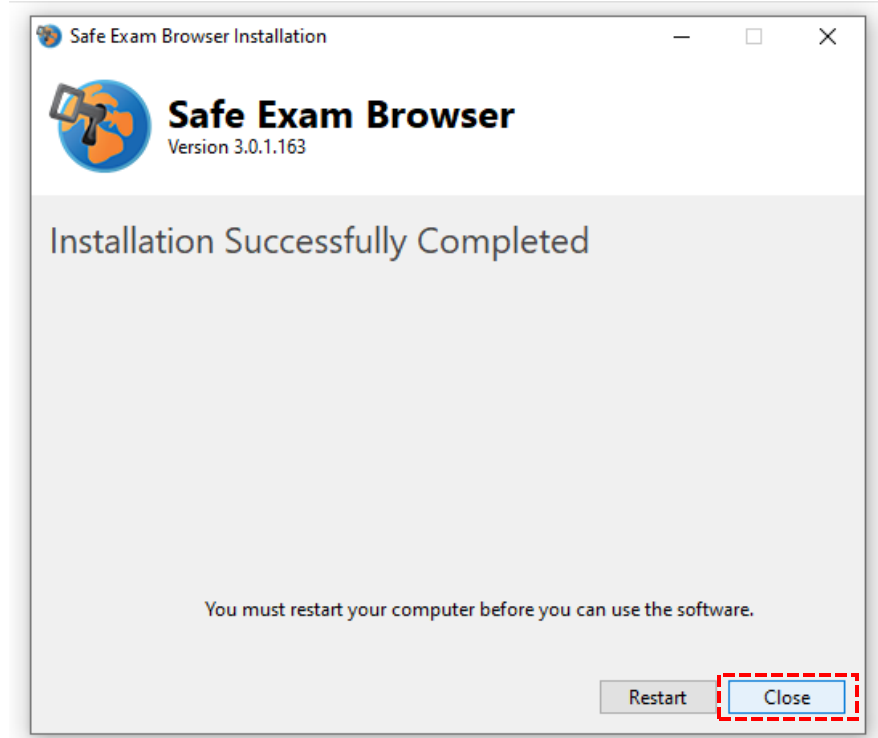 Safe Exam Browser Installation
Safe Exam Browser
Version 3.0.1.163
Installation Successfully Completed
You must restart your computer before you can use the software.
Restart
Close